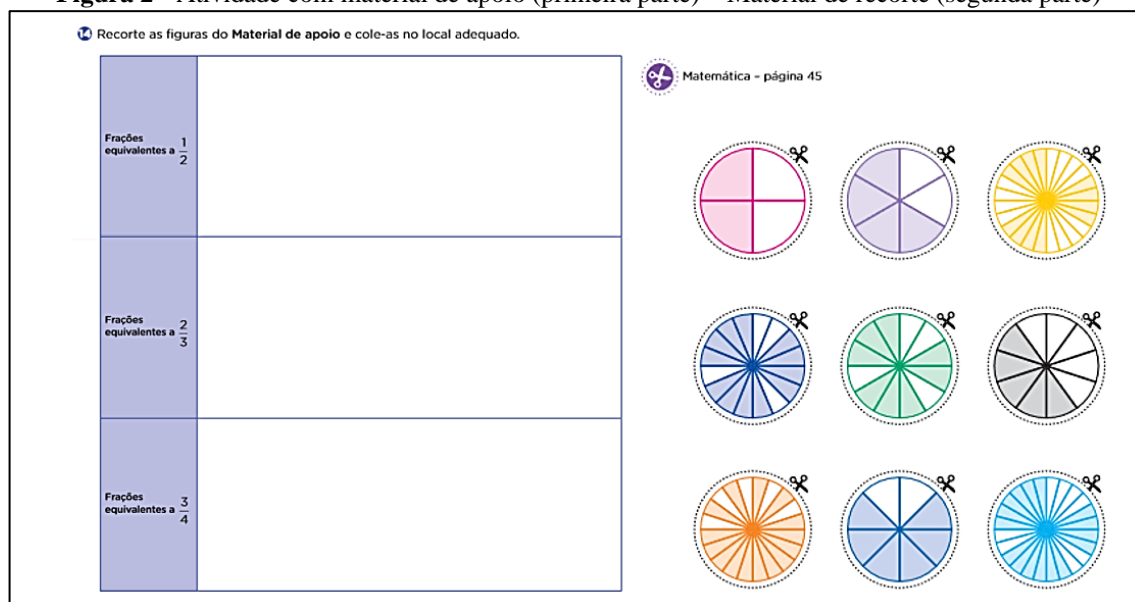 Figura 2 - Atividade com material de apoio (primeira parte) – Material de recorte (segunda parte)
14 Recorte as figuras do Material de apoio e cole-as no local adequado.
Matemática – página 45
Frações
equivalentes a 1/2
Frações
equivalentes a 2/3
Frações
equivalentes a 3/4